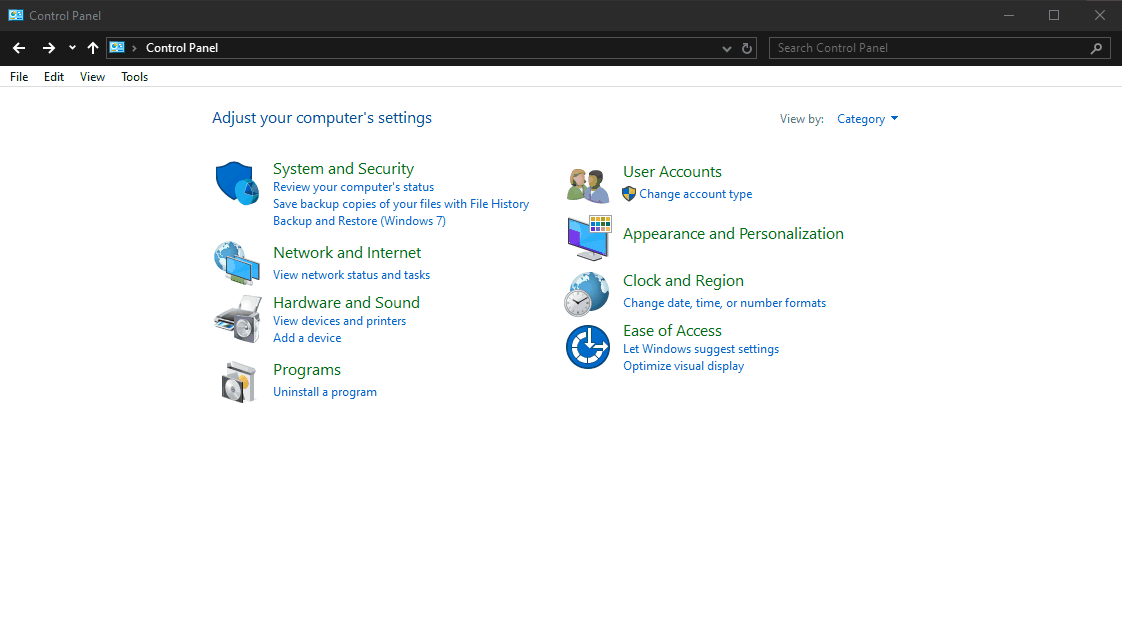 Control Panel
Control Panel
Search Control Panel
File Edit View Tools
Adjust your computer's settings
View by: Category
System and Security
Review your computer's status
Save backup copies of your files with File History
Backup and Restore (Windows 7)
Network and Internet
View network status and tasks
Hardware and Sound
View devices and printers
Add a device
Programs
Uninstall a program
User Accounts
Change account type
Appearance and Personalization
Clock and Region
Change date, time, or number formats
Ease of Access
Let Windows suggest settings
Optimize visual display